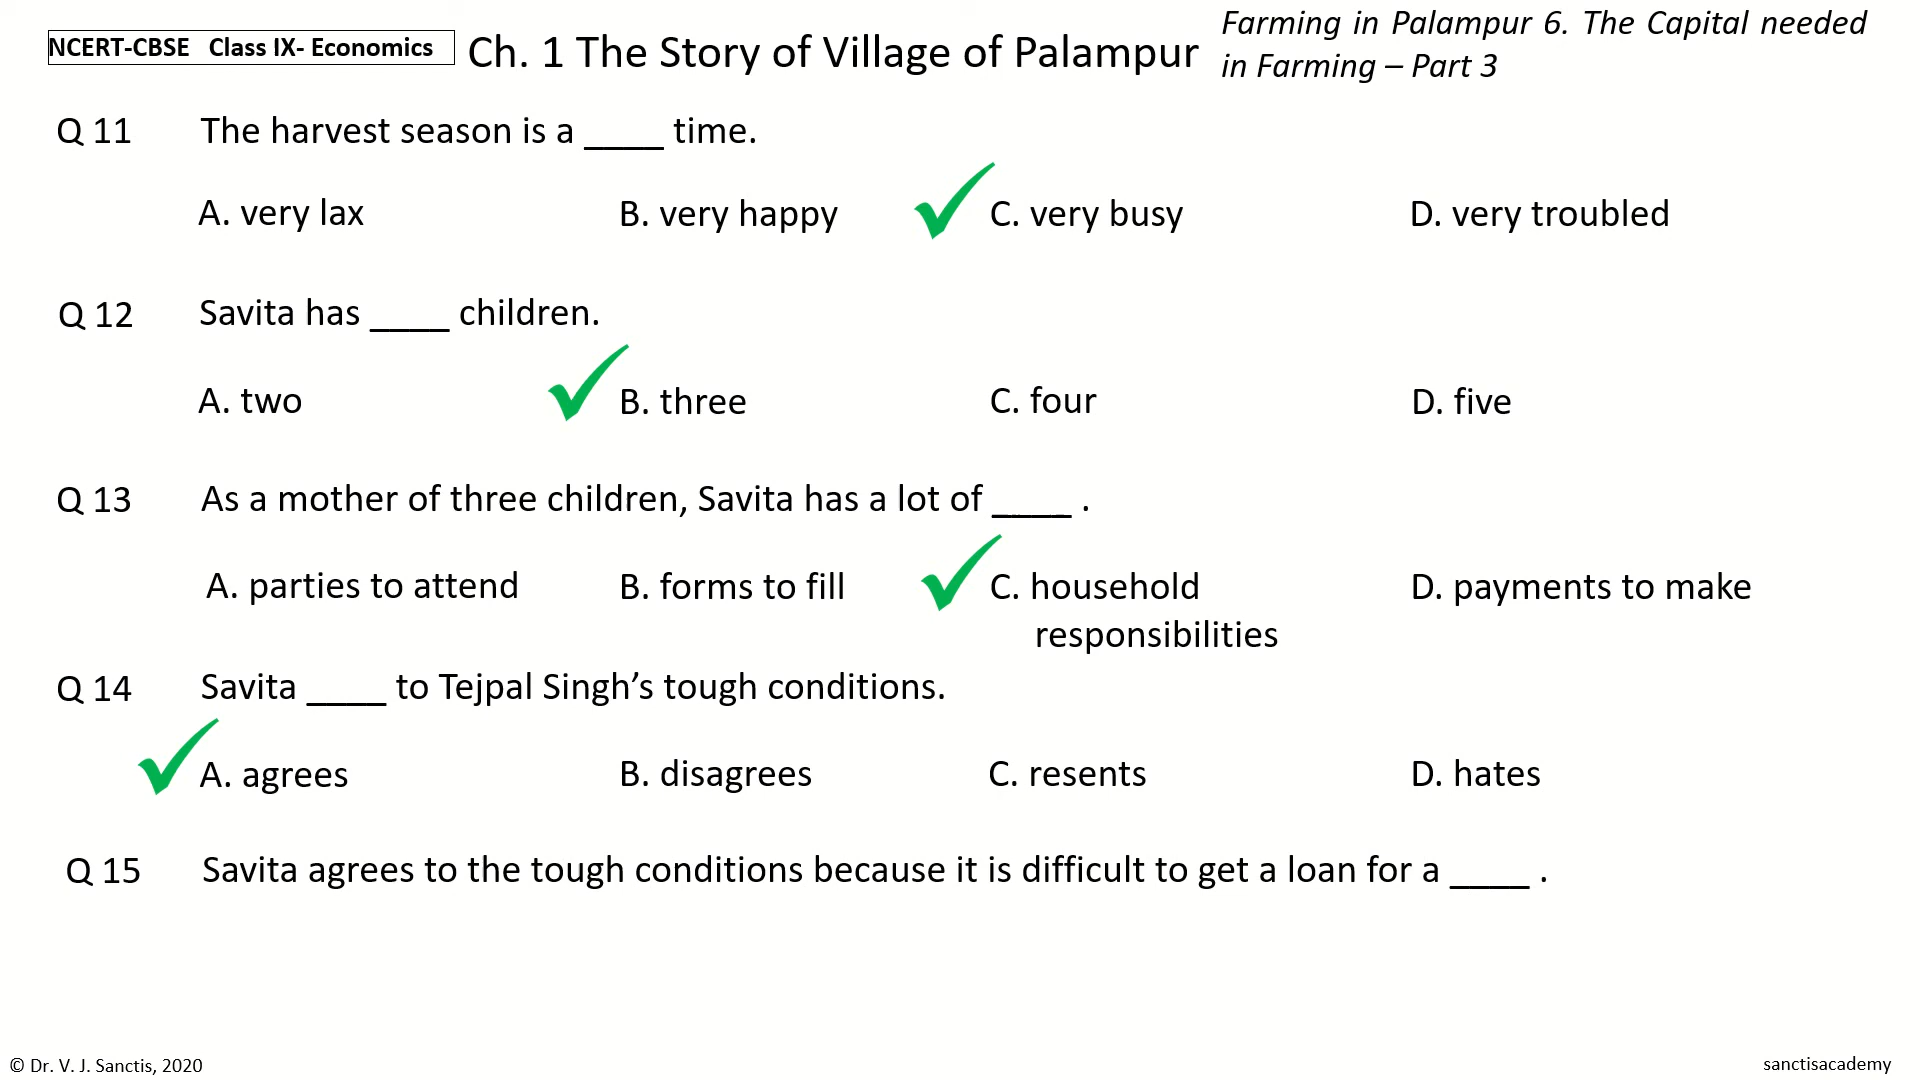 NCERT-CBSE Class IX- Economics
Ch. 1 The Story of Village of Palampur
Farming in Palampur 6. The Capital needed
in Farming – Part 3
Q 11 The harvest season is a ____ time.
A. very lax B. very happy C. very busy D. very troubled
Q 12 Savita has ____ children.
A. two B. three C. four D. five
Q 13 As a mother of three children, Savita has a lot of ____ .
A. parties to attend B. forms to fill C. household D. payments to make
responsibilities
Q 14 Savita ____ to Tejpal Singh’s tough conditions.
A. agrees B. disagrees C. resents D. hates
Q 15 Savita agrees to the tough conditions because it is difficult to get a loan for a ____ .
© Dr. V. J. Sanctis, 2020
sanctisacademy